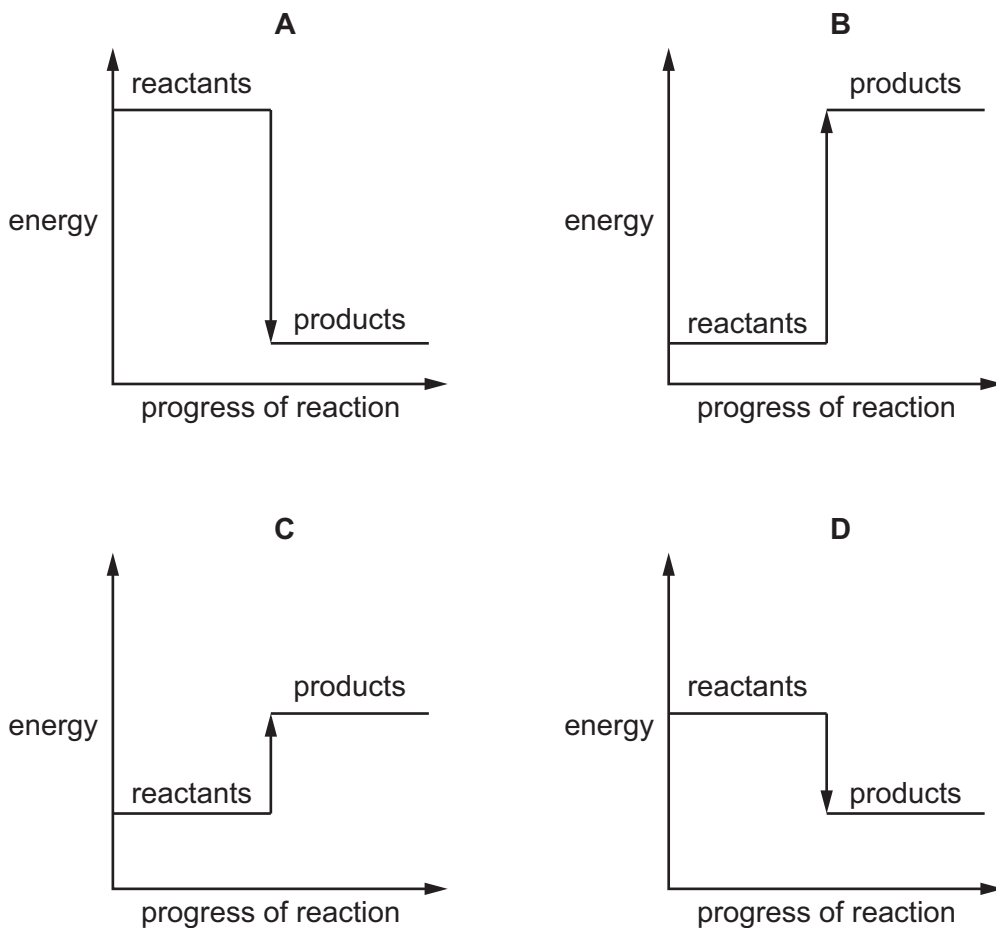 A
reactants
energy
products
progress of reaction
B
products
energy
reactants
progress of reaction
C
products
energy
reactants
progress of reaction
D
reactants
energy
products
progress of reaction